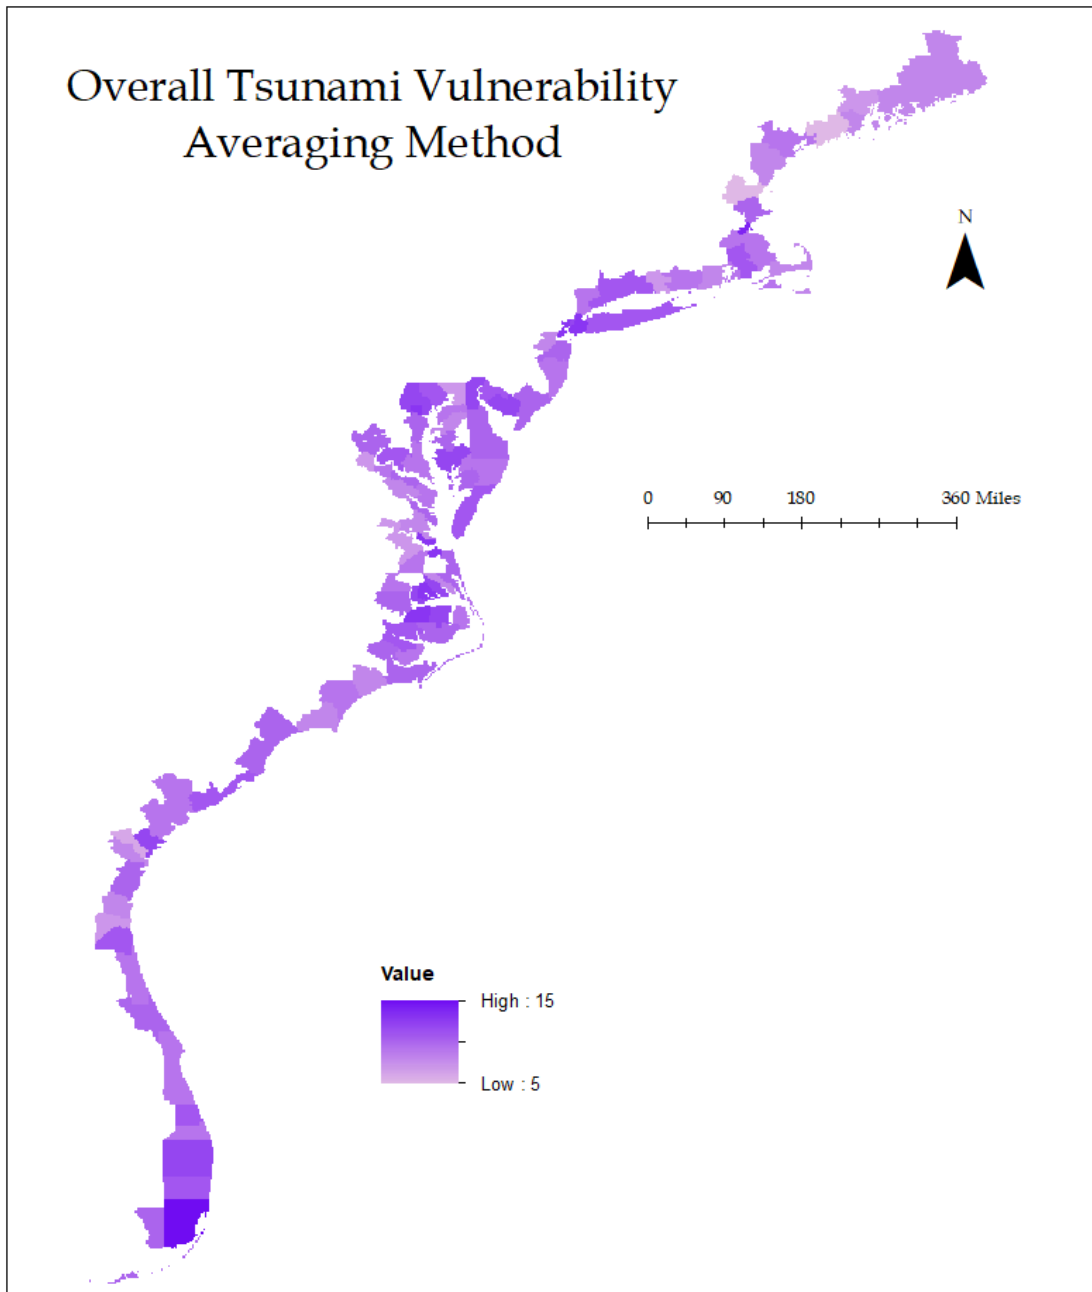 Overall Tsunami Vulnerability
Averaging Method
N
0 90 180 360 Miles
Value
High : 15
Low : 5